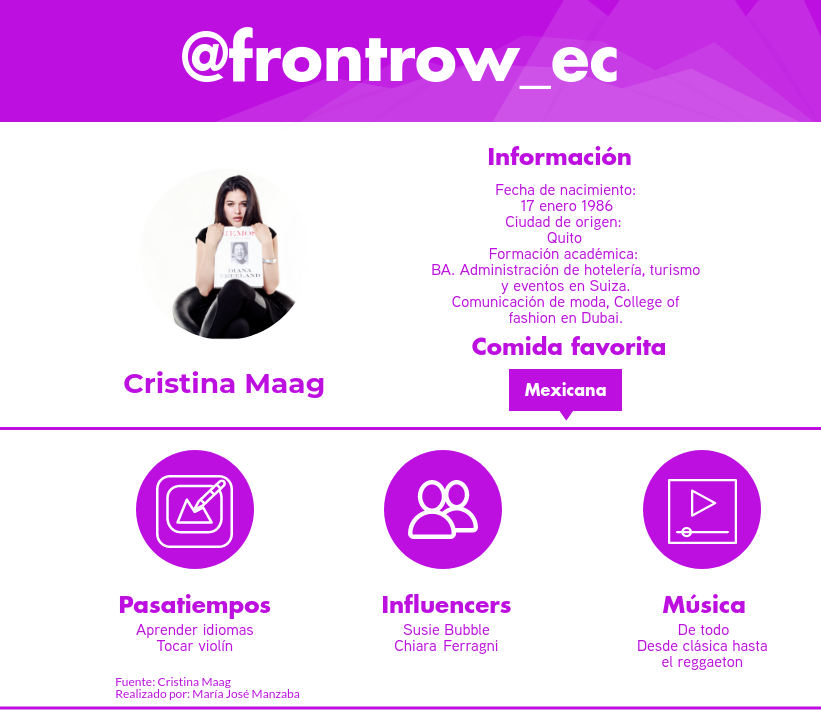 @frontrow_ec
Información
Fecha de nacimiento:
17 enero 1986
Ciudad de origen:
Quito
Formación académica:
BA. Administración de hotelería, turismo
y eventos en Suiza.
Comunicación de moda, College of
fashion en Dubai.
Comida favorita
Mexicana
DIANA
VREELAND
Cristina Maag
Pasatiempos
Aprender idiomas
Tocar violín
Influencers
Susie Bubble
Chiara Ferragni
Música
De todo
Desde clásica hasta
el reggaeton
Fuente: Cristina Maag
Realizado por: María José Manzaba